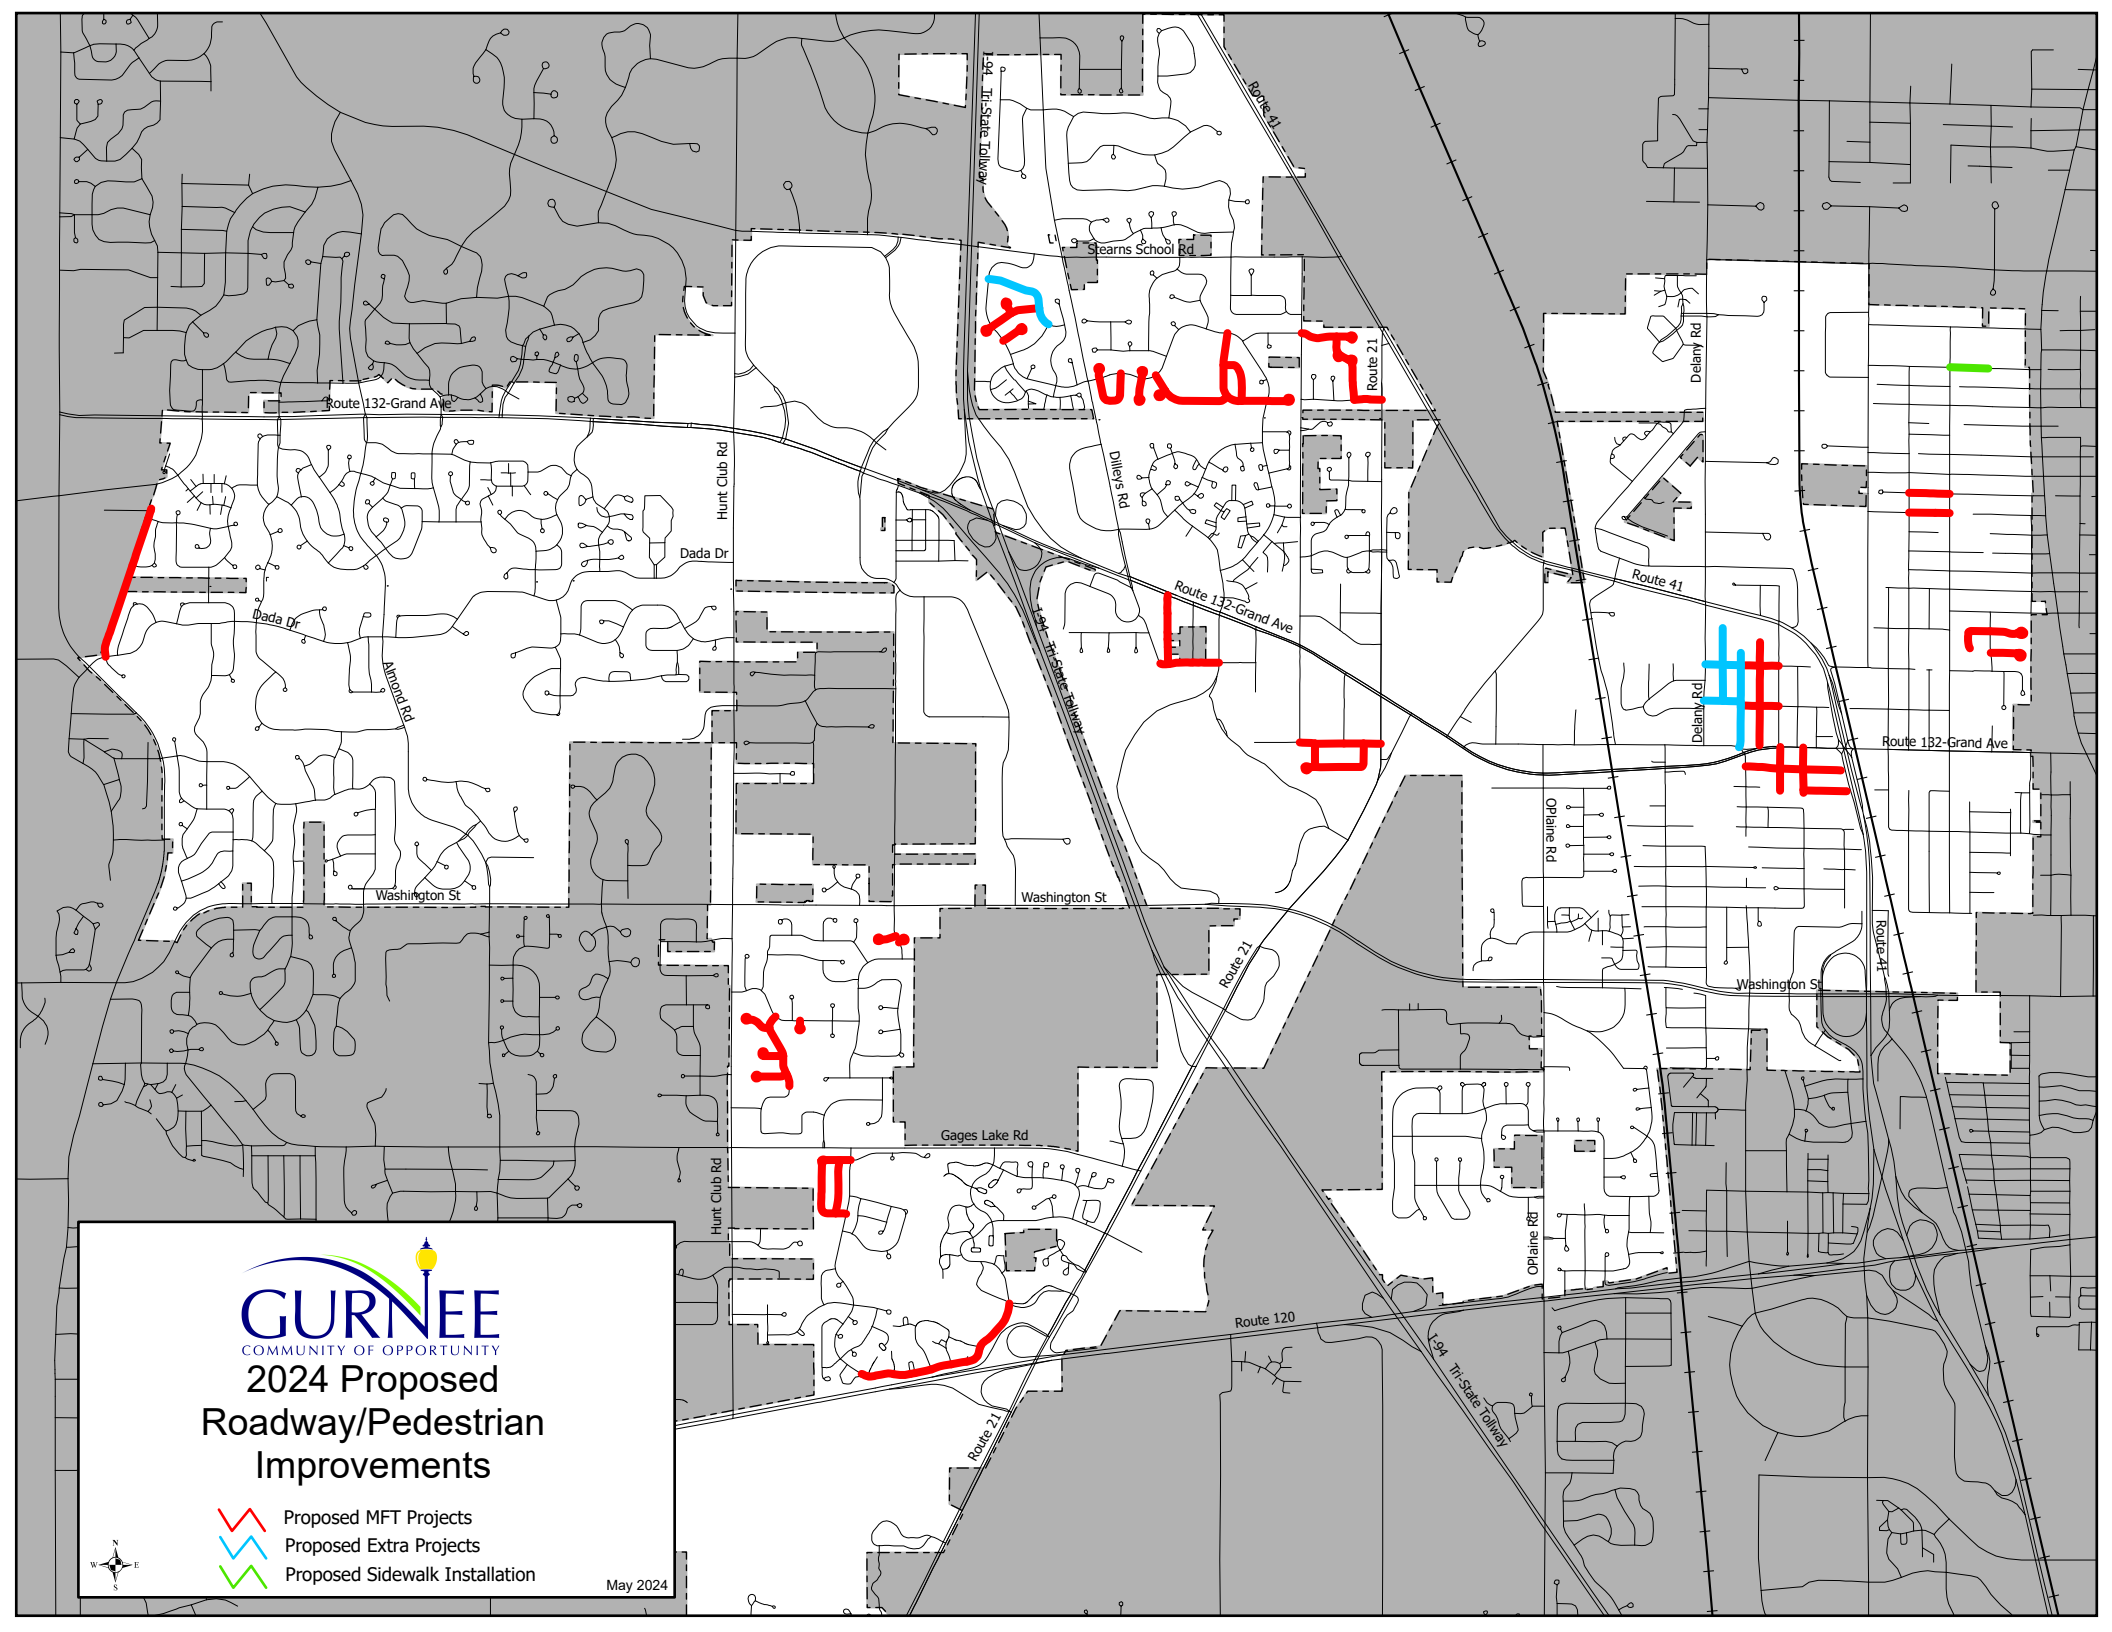 I-94 Tri-State Tollway
Route 41
Stearns School Rd
Route 21
Delany Rd
Route 132-Grand Ave
Hunt Club Rd
Dilleys Rd
Dada Dr
Route 132-Grand Ave
Route 41
Dada Dr
I-94 Tri-State Tollway
Almond Rd
Delany Rd
Route 132-Grand Ave
OPlaine Rd
Washington St
Washington St
Route 21
Route 41
Washington St
Gages Lake Rd
Hunt Club Rd
OPlaine Rd
Route 120
I-94 Tri-State Tollway
Route 21
GURNEE
COMMUNITY OF OPPORTUNITY
2024 Proposed
Roadway/Pedestrian
Improvements
Proposed MFT Projects
Proposed Extra Projects
Proposed Sidewalk Installation
N
W E
S
May 2024